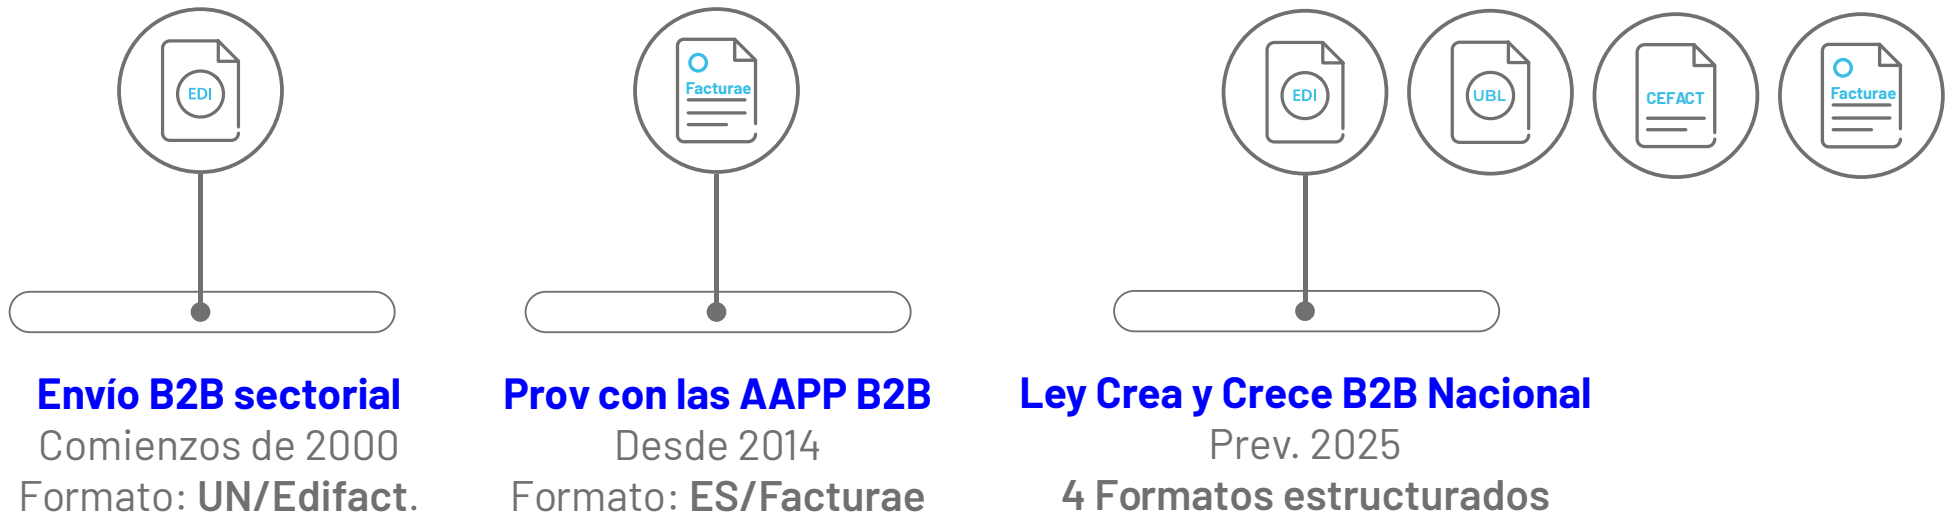 EDI
Facturae
EDI
UBL
CEFACT
Facturae
Envío B2B sectorial
Comienzos de 2000
Formato: UN/Edifact.
Prov con las AAPP B2B
Desde 2014
Formato: ES/Facturae
Ley Crea y Crece B2B Nacional
Prev. 2025
4 Formatos estructurados